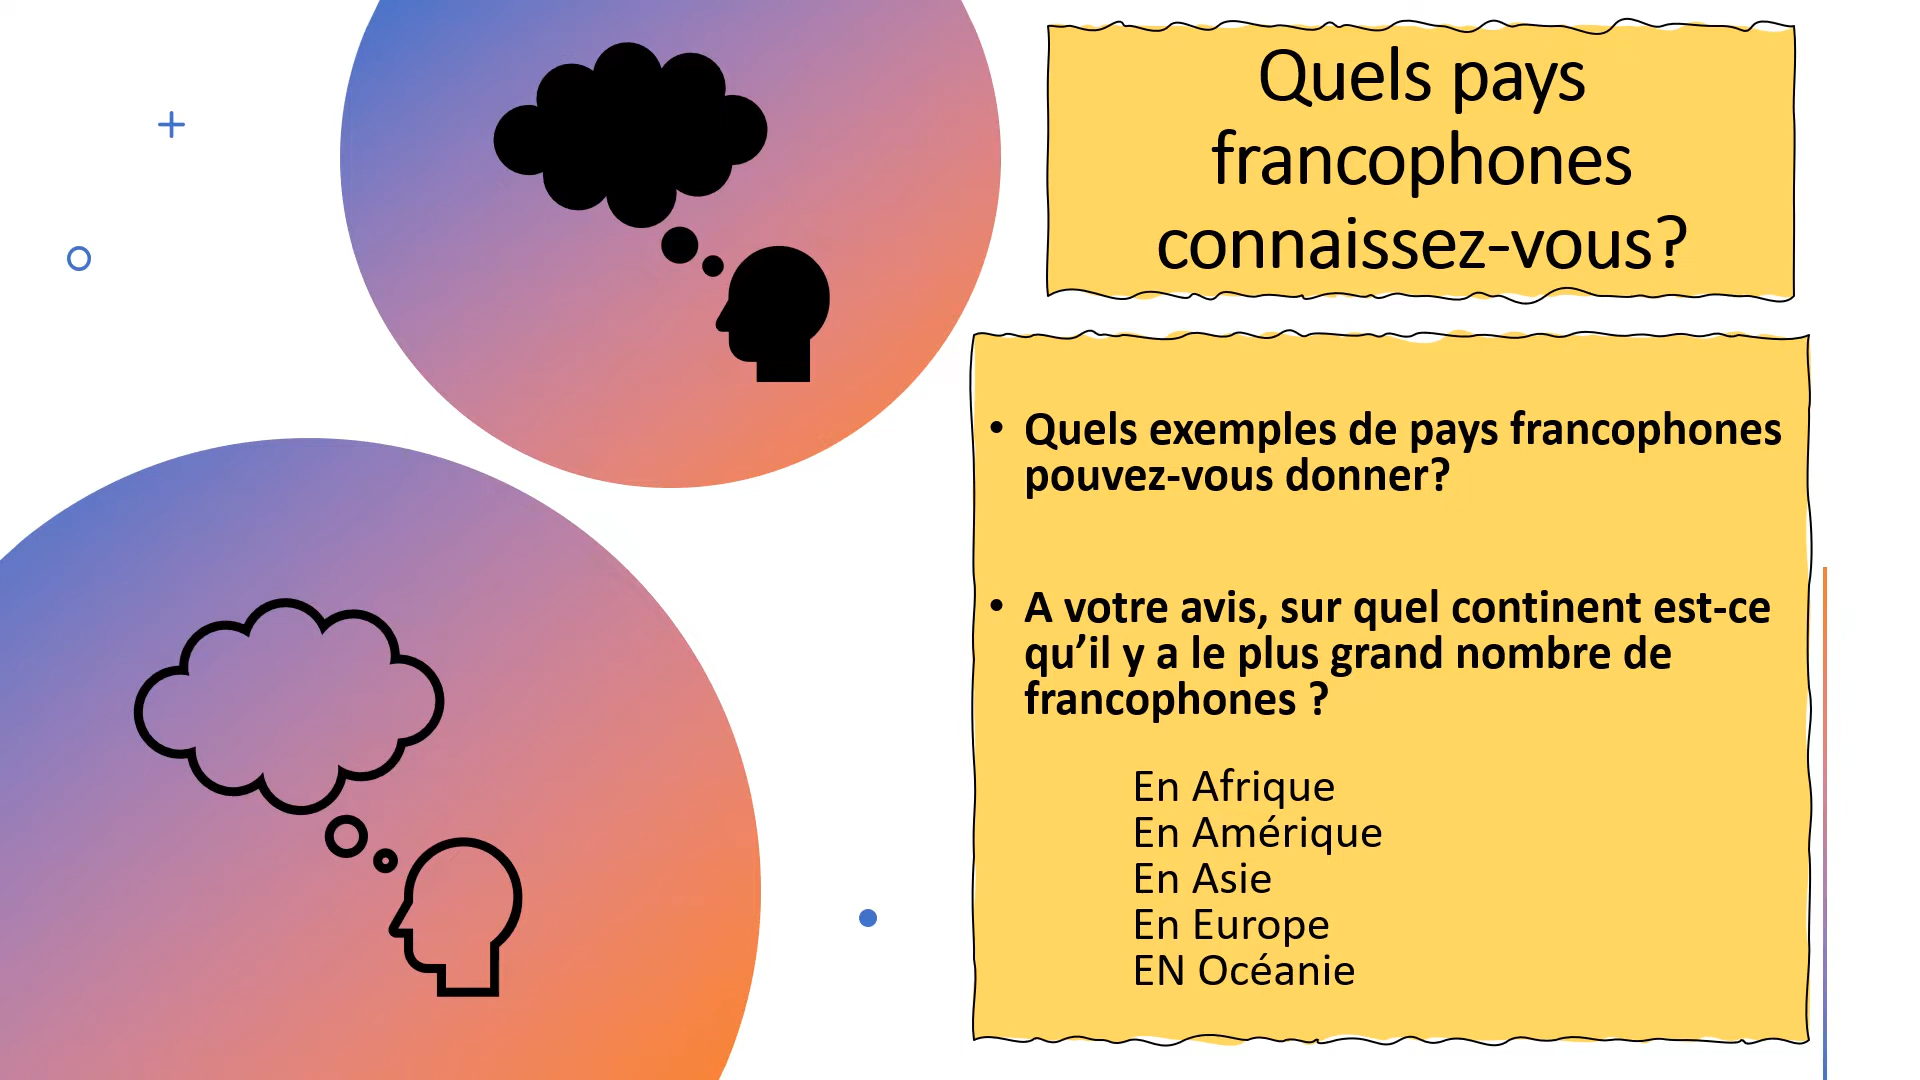 Quels pays
francophones
connaissez-vous?
• Quels exemples de pays francophones
pouvez-vous donner?
• A votre avis, sur quel continent est-ce
qu’il y a le plus grand nombre de
francophones ?
En Afrique
En Amérique
En Asie
En Europe
EN Océanie